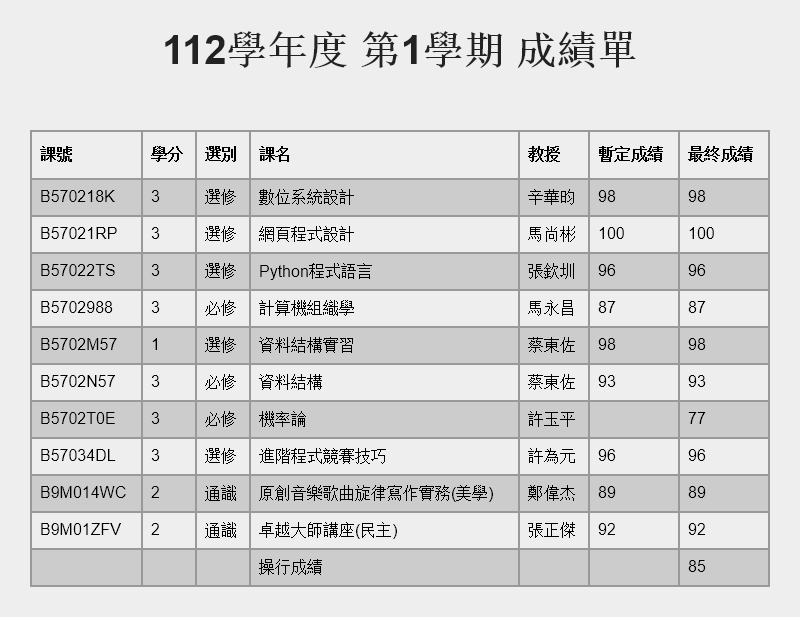 112學年度 第1學期 成績單
課號 學分 選別 課名 教授 暫定成績 最終成績
B570218K 3 選修 數位系統設計 辛華昀 98 98
B57021RP 3 選修 網頁程式設計 馬尚彬 100 100
B57022TS 3 選修 Python程式語言 張欽圳 96 96
B5702988 3 必修 計算機組織學 馬永昌 87 87
B5702M57 1 選修 資料結構實習 蔡東佐 98 98
B5702N57 3 必修 資料結構 蔡東佐 93 93
B5702T0E 3 必修 機率論 許玉平 77
B57034DL 3 選修 進階程式競賽技巧 許為元 96 96
B9M014WC 2 通識 原創音樂歌曲旋律寫作實務(美學) 鄭偉杰 89 89
B9M01ZFV 2 通識 卓越大師講座(民主) 張正傑 92 92
操行成績 85